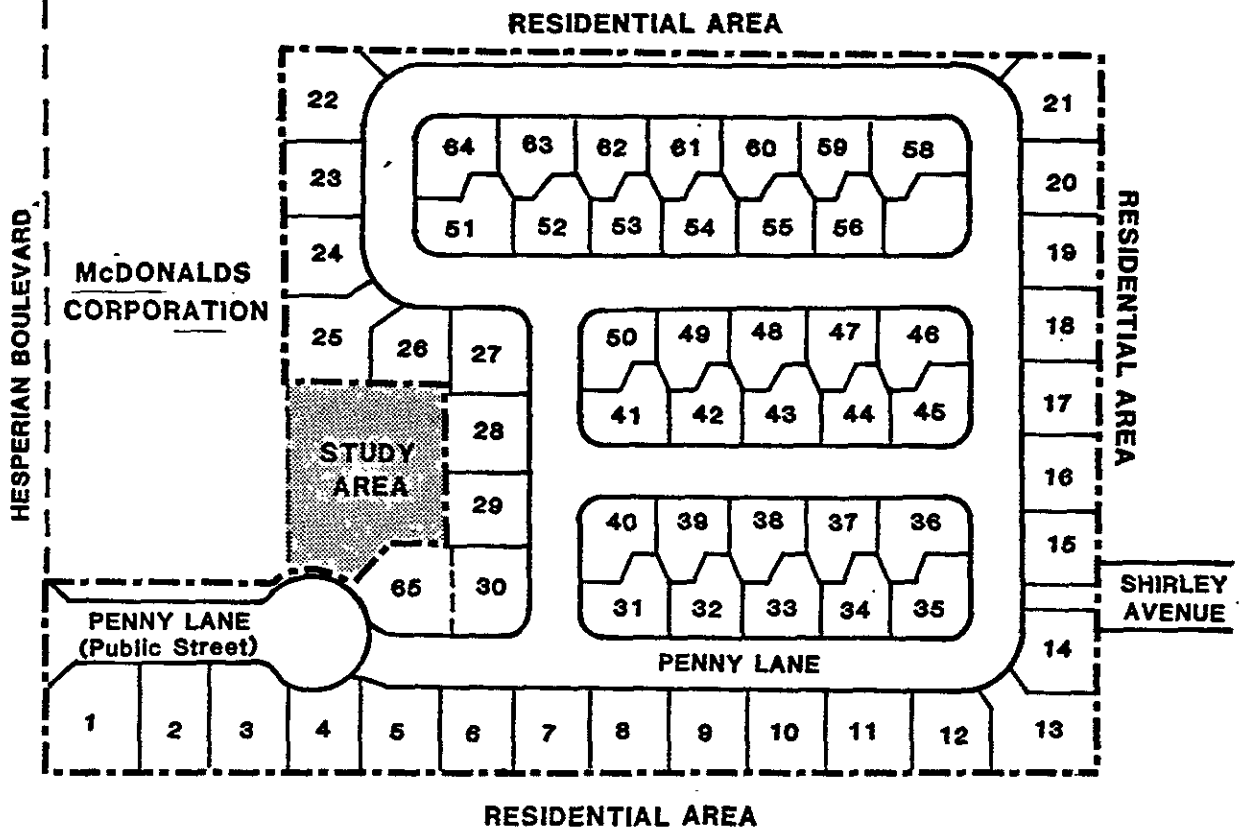 RESIDENTIAL AREA
22
21
64 63 62 61 60 59 58
23
20
51 52 53 54 55 56
24
19
HESPERIAN BOULEVARD
McDONALDS
CORPORATION
RESIDENTIAL AREA
25 26 27
50 49 48 47 46
18
41 42 43 44 45
17
28
STUDY
AREA
16
29
40 39 38 37 36
15
65 30
31 32 33 34 35
SHIRLEY
AVENUE
PENNY LANE
(Public Street)
14
PENNY LANE
1 2 3 4 5 6 7 8 9 10 11 12 13
RESIDENTIAL AREA